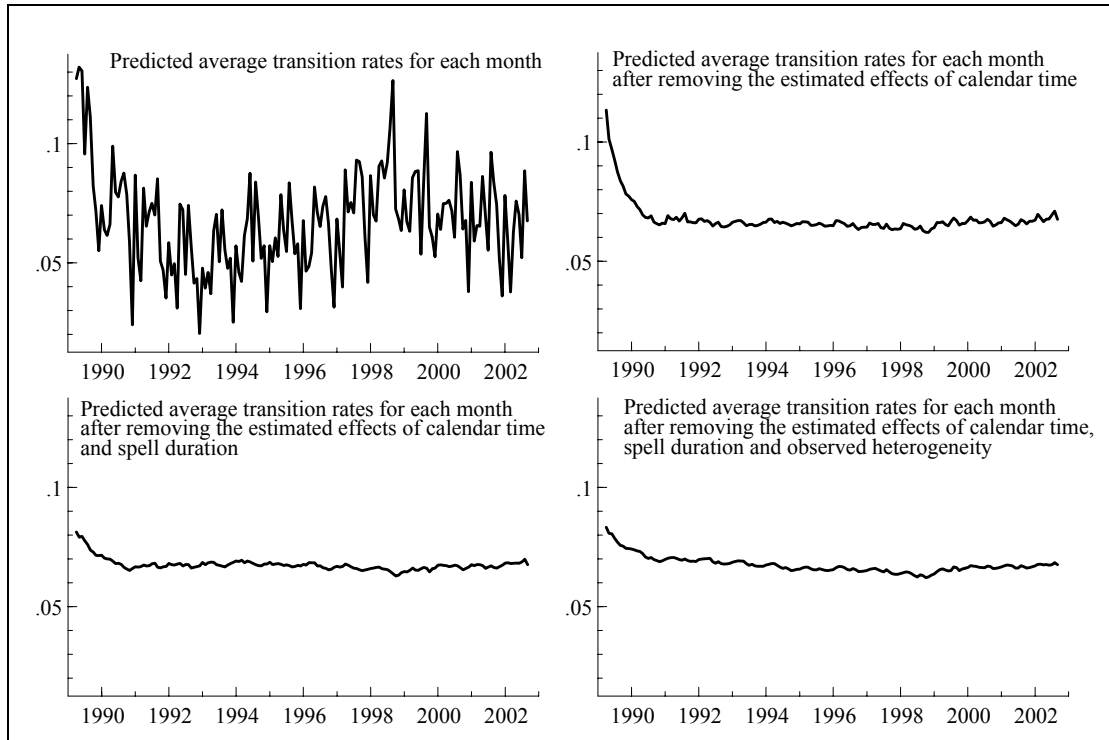 Predicted average transition rates for each month
.1
.05
1990 1992 1994 1996 1998 2000 2002
Predicted average transition rates for each month
after removing the estimated effects of calendar time
.1
.05
1990 1992 1994 1996 1998 2000 2002
Predicted average transition rates for each month
after removing the estimated effects of calendar time
and spell duration
.1
.05
1990 1992 1994 1996 1998 2000 2002
Predicted average transition rates for each month
after removing the estimated effects of calendar time,
spell duration and observed heterogeneity
.1
.05
1990 1992 1994 1996 1998 2000 2002